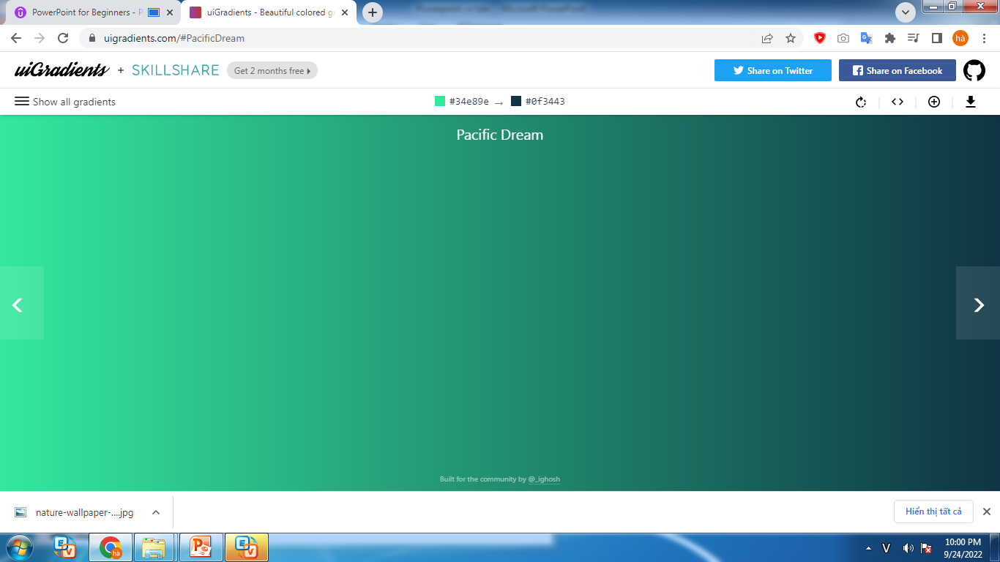 PowerPoint for Beginners - P
uiGradients - Beautiful colored gr
uigradients.com/#PacificDream
hà
uiGradients + SKILLSHARE Get 2 months free
Share on Twitter
Share on Facebook
Show all gradients
#34e89e → #0f3443
Pacific Dream
Built for the community by @_ighosh
nature-wallpaper-....jpg
Hiển thị tất cả
V
10:00 PM
9/24/2022